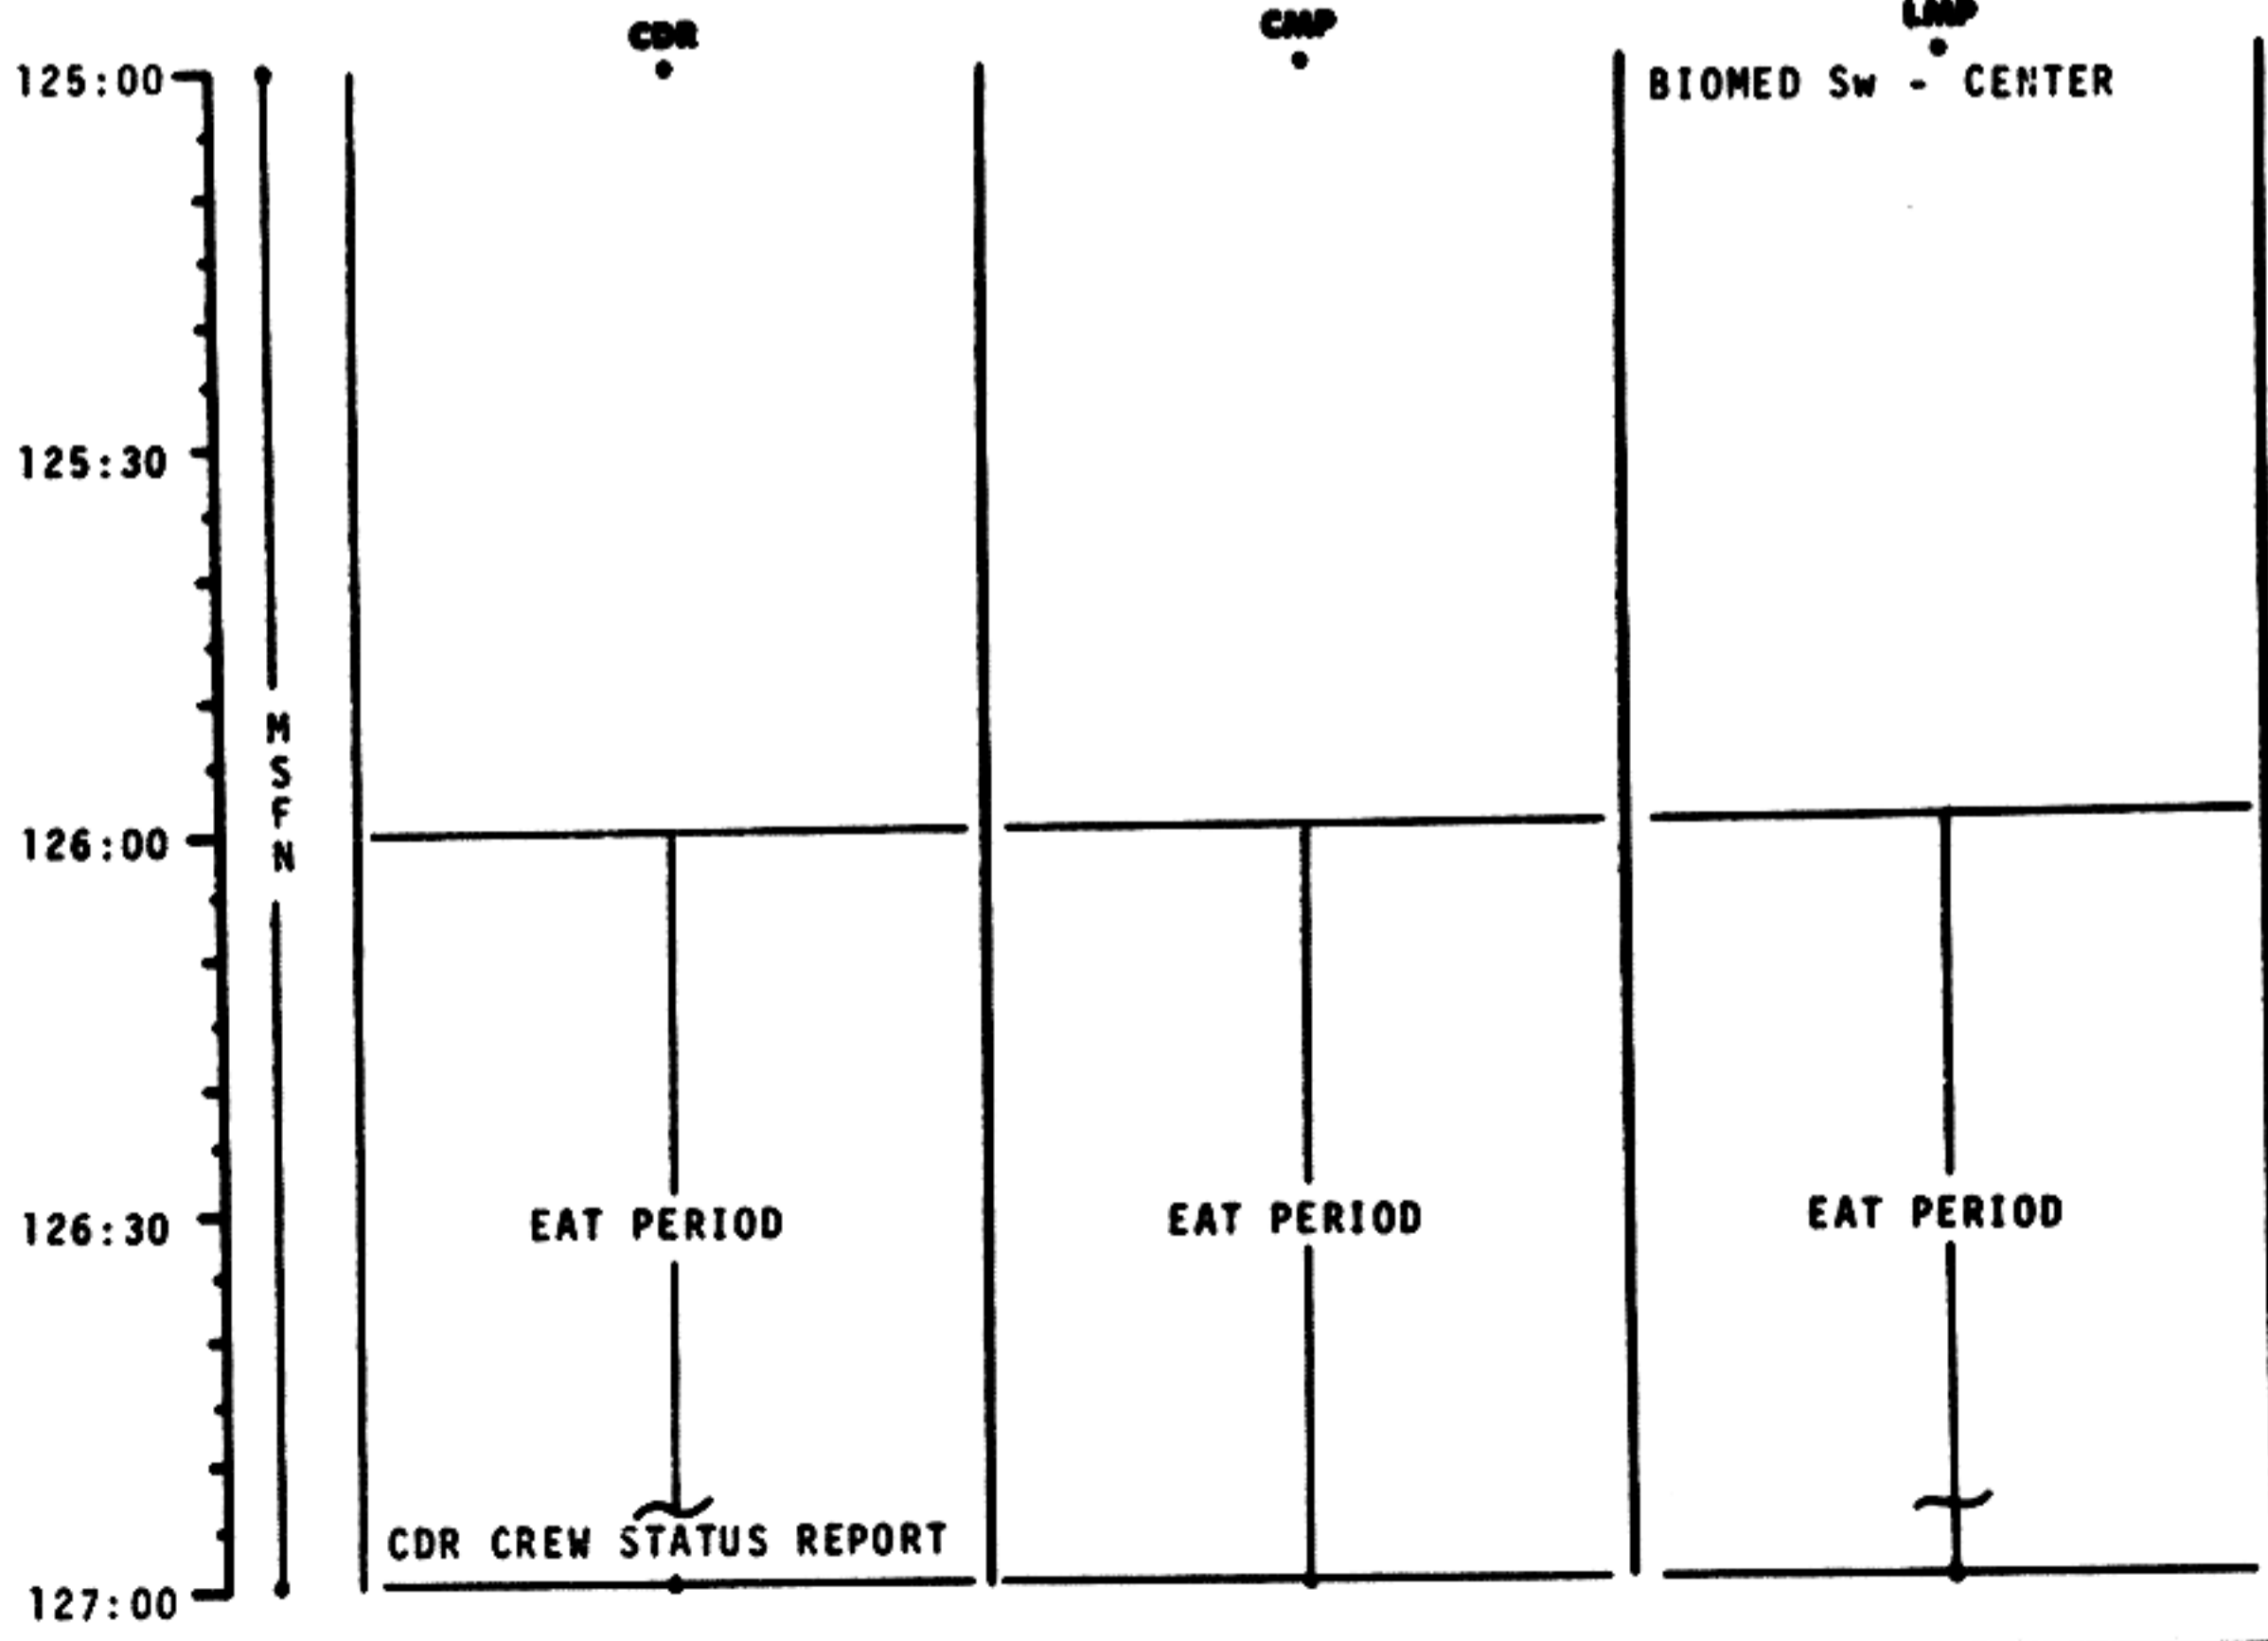 CDR
CMP
LMP
125:00
BIOMED Sw - CENTER
125:30
MSFN
126:00
EAT PERIOD
EAT PERIOD
EAT PERIOD
126:30
CDR CREW STATUS REPORT
127:00